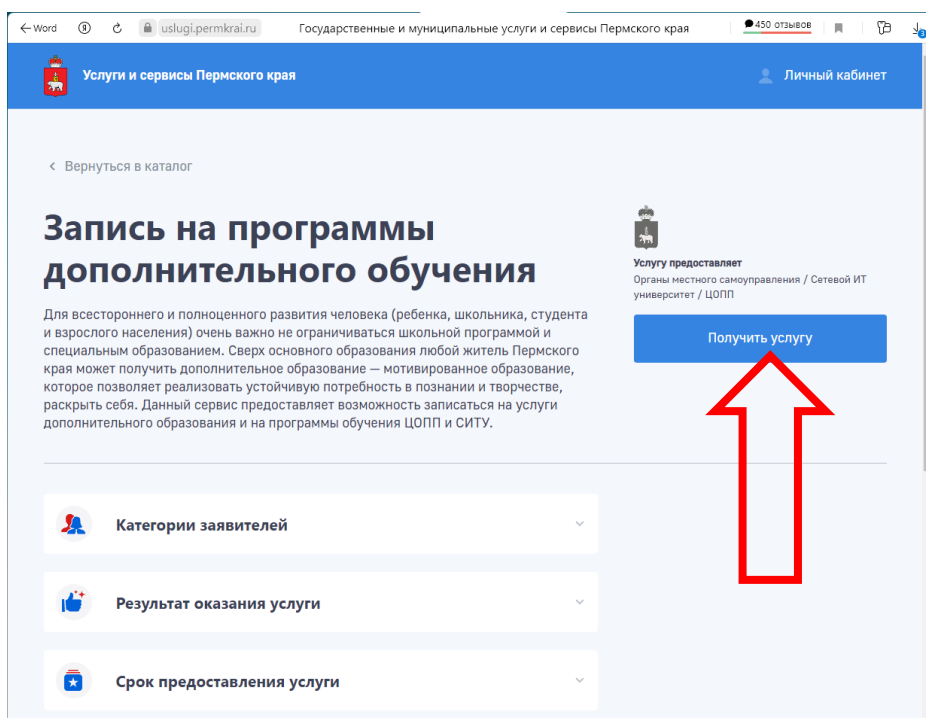 Word
uslugi.permkrai.ru
Государственные и муниципальные услуги и сервисы Пермского края
450 отзывов
3
Услуги и сервисы Пермского края
Личный кабинет
Вернуться в каталог
Запись на программы
дополнительного обучения
Для всестороннего и полноценного развития человека (ребенка, школьника, студента
и взрослого населения) очень важно не ограничиваться школьной программой и
специальным образованием. Сверх основного образования любой житель Пермского
края может получить дополнительное образование — мотивированное образование,
которое позволяет реализовать устойчивую потребность в познании и творчестве,
раскрыть себя. Данный сервис предоставляет возможность записаться на услуги
дополнительного образования и на программы обучения ЦОПП и СИТУ.
Услугу предоставляет
Органы местного самоуправления / Сетевой ИТ
университет / ЦОПП
Получить услугу
Категории заявителей
Результат оказания услуги
Срок предоставления услуги